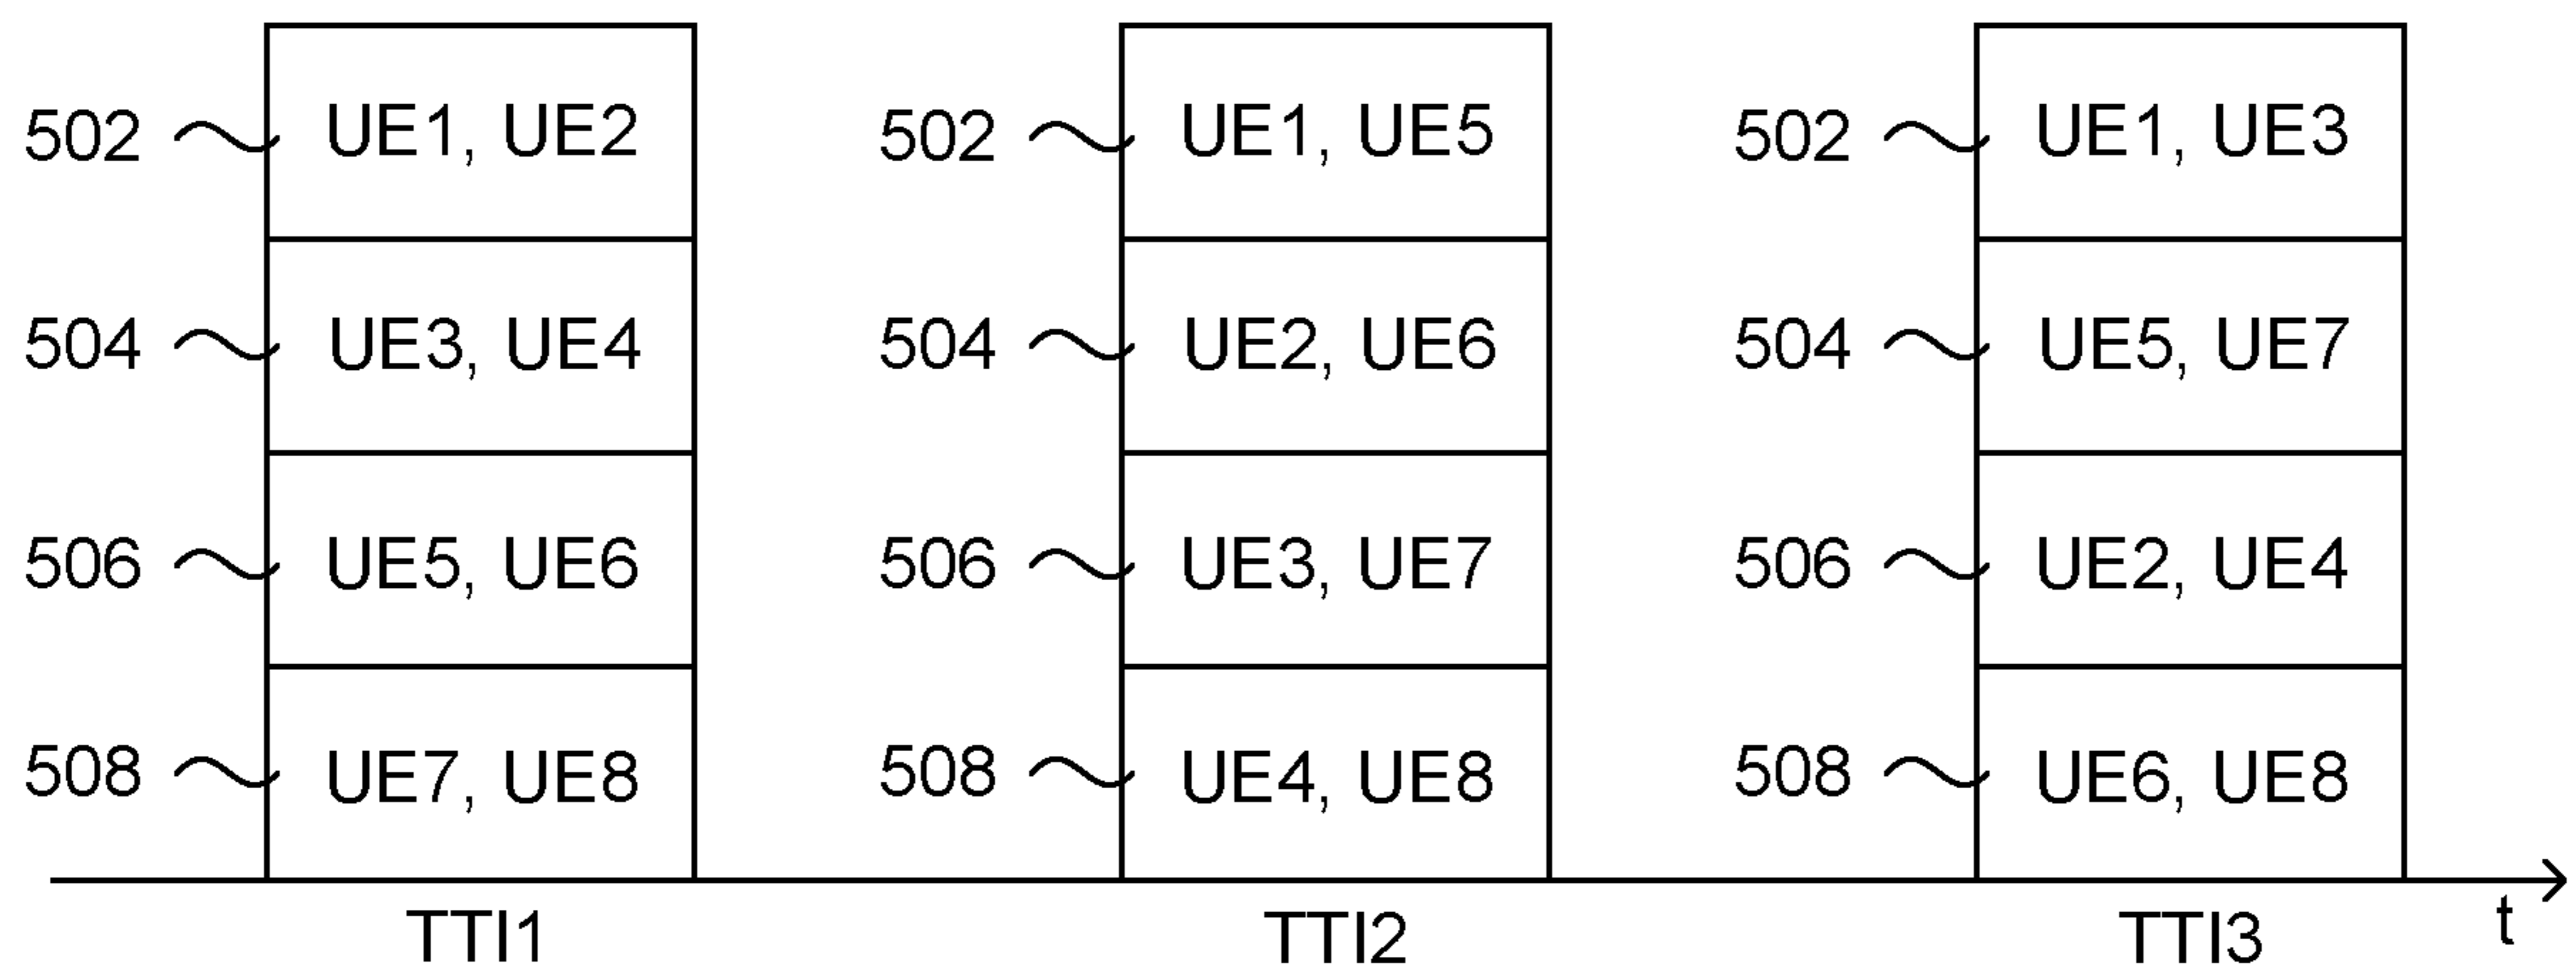 502 UE1, UE2 502 UE1, UE5 502 UE1, UE3
504 UE3, UE4 504 UE2, UE6 504 UE5, UE7
506 UE5, UE6 506 UE3, UE7 506 UE2, UE4
508 UE7, UE8 508 UE4, UE8 508 UE6, UE8
TTI1 TTI2 TTI3 t